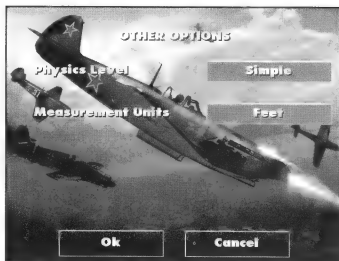 OTHER OPTIONS
Physics Level Simple
Measurement Units Feet
Ok Cancel